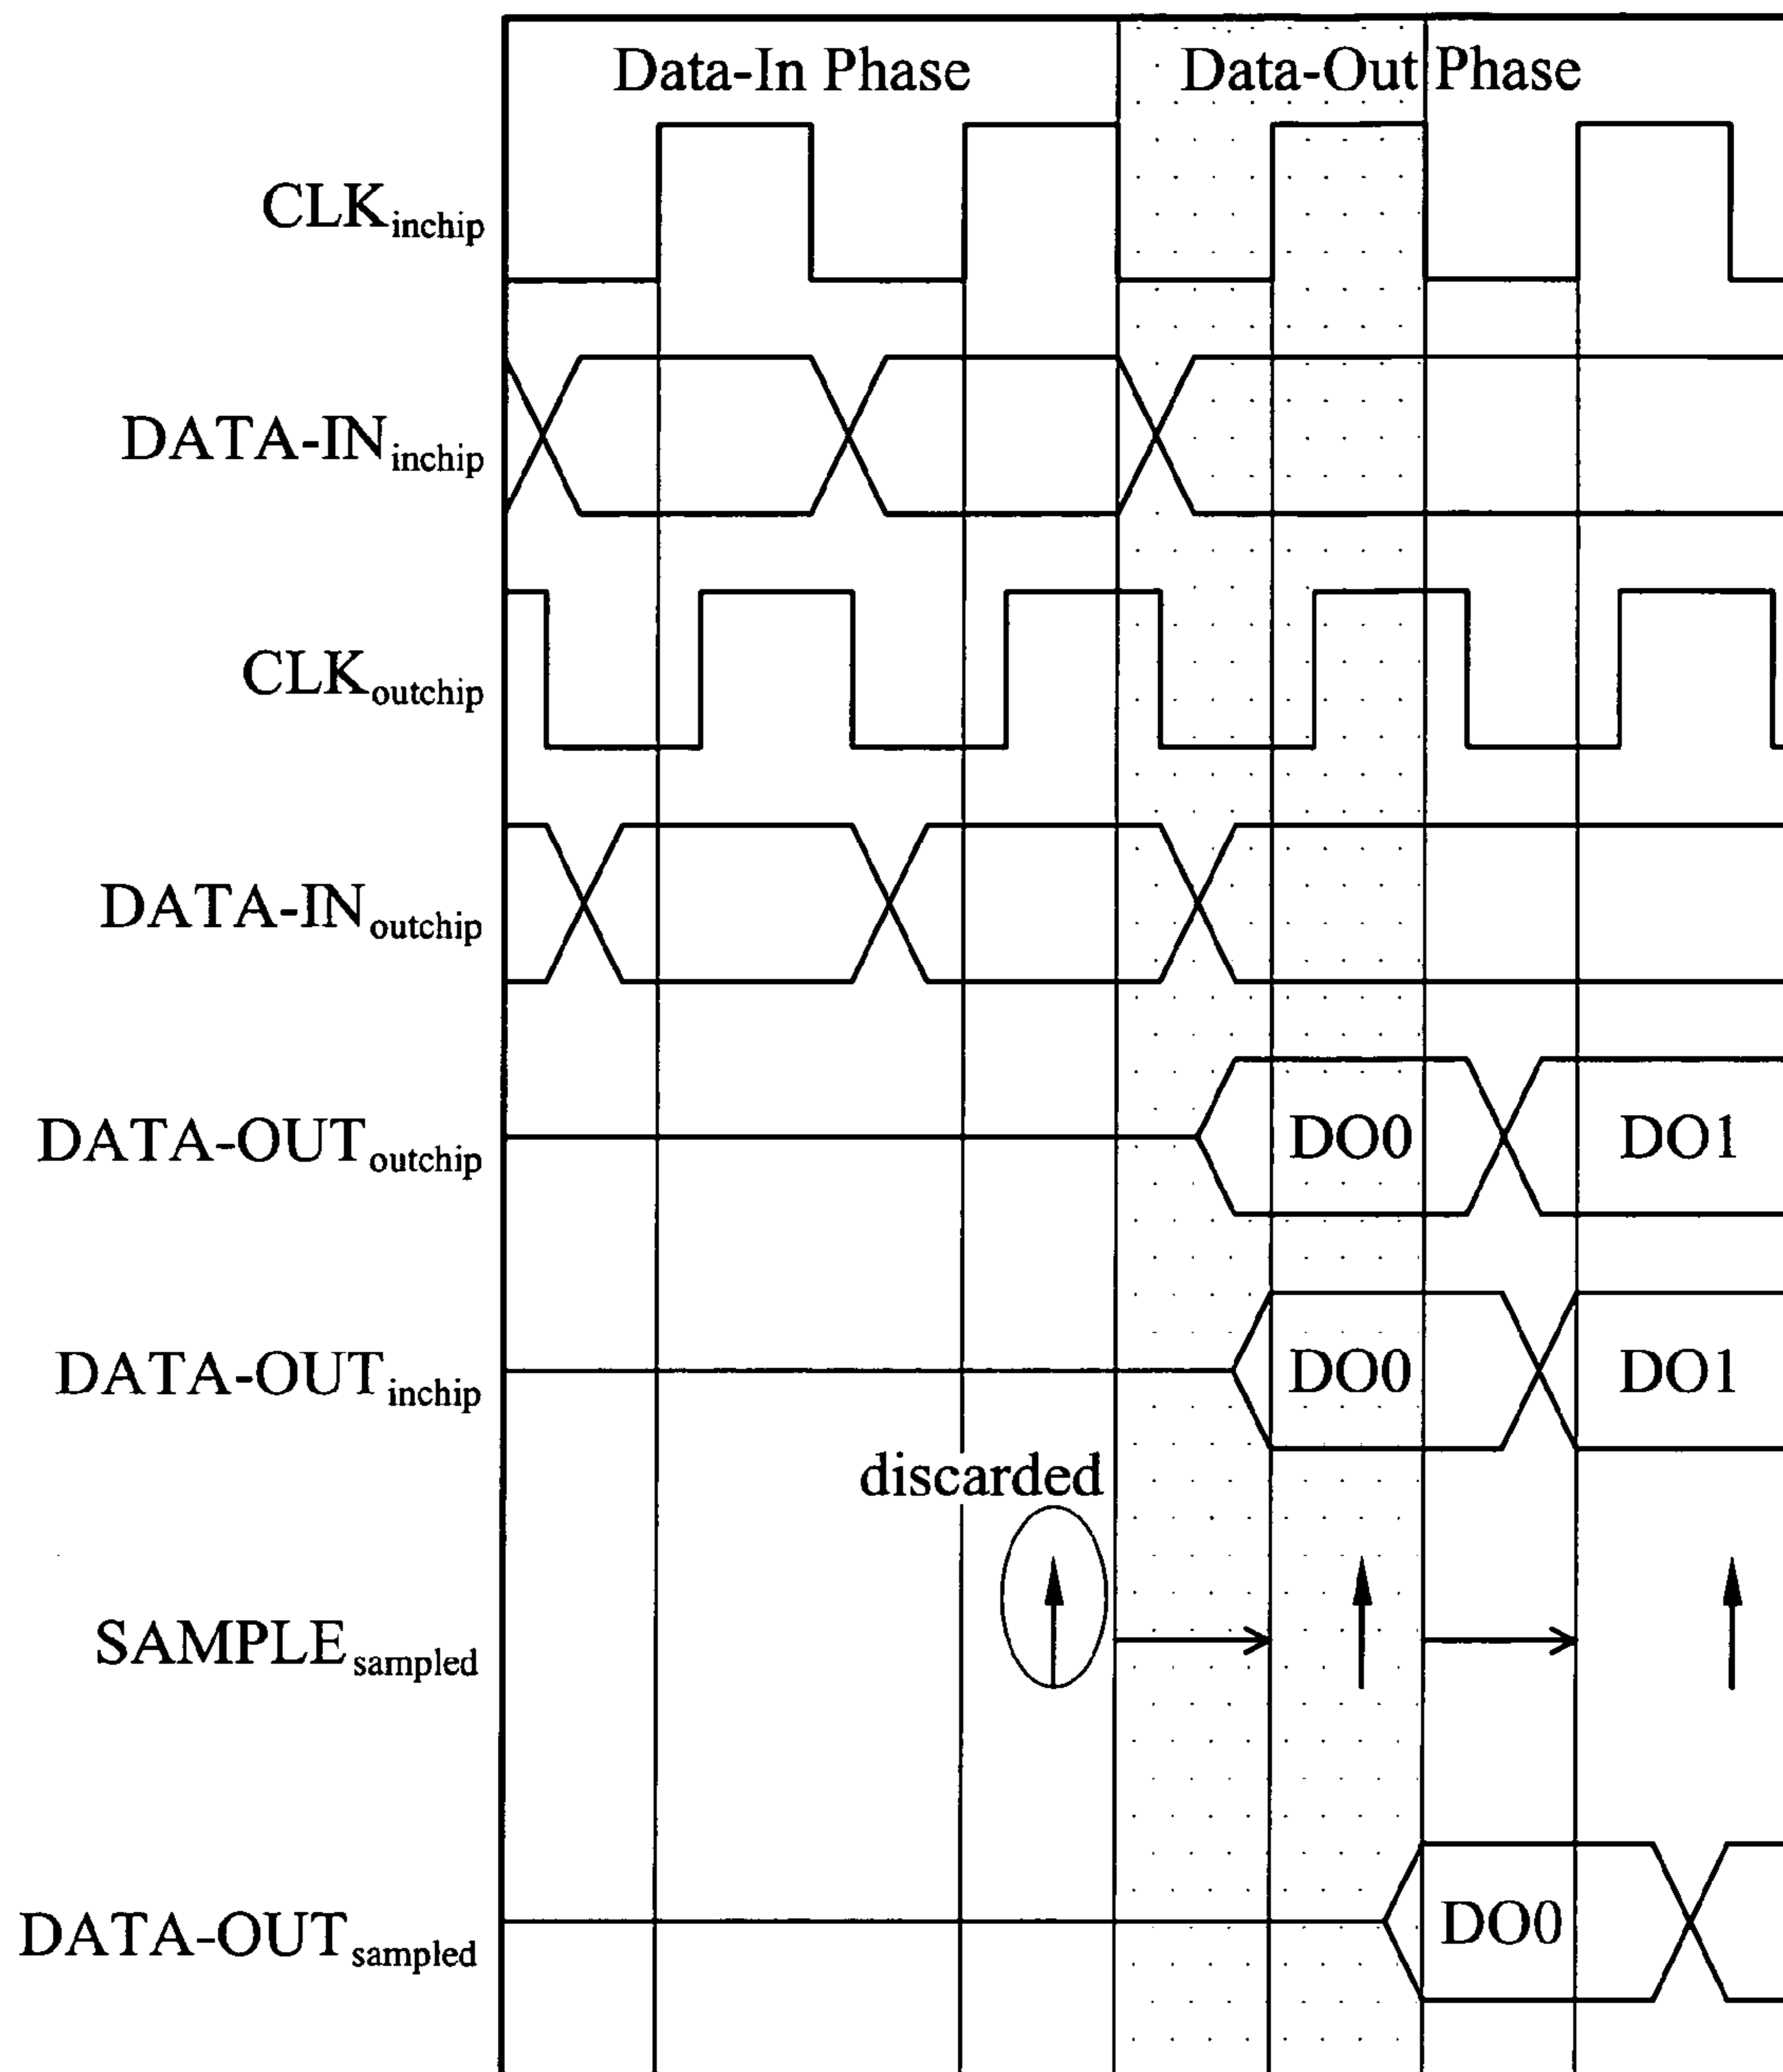 Data-In Phase Data-Out Phase
CLKinchip
DATA-INinchip
CLKoutchip
DATA-INoutchip
DATA-OUToutchip DO0 DO1
DATA-OUTinchip DO0 DO1
discarded
SAMPLEsampled
DATA-OUTsampled DO0